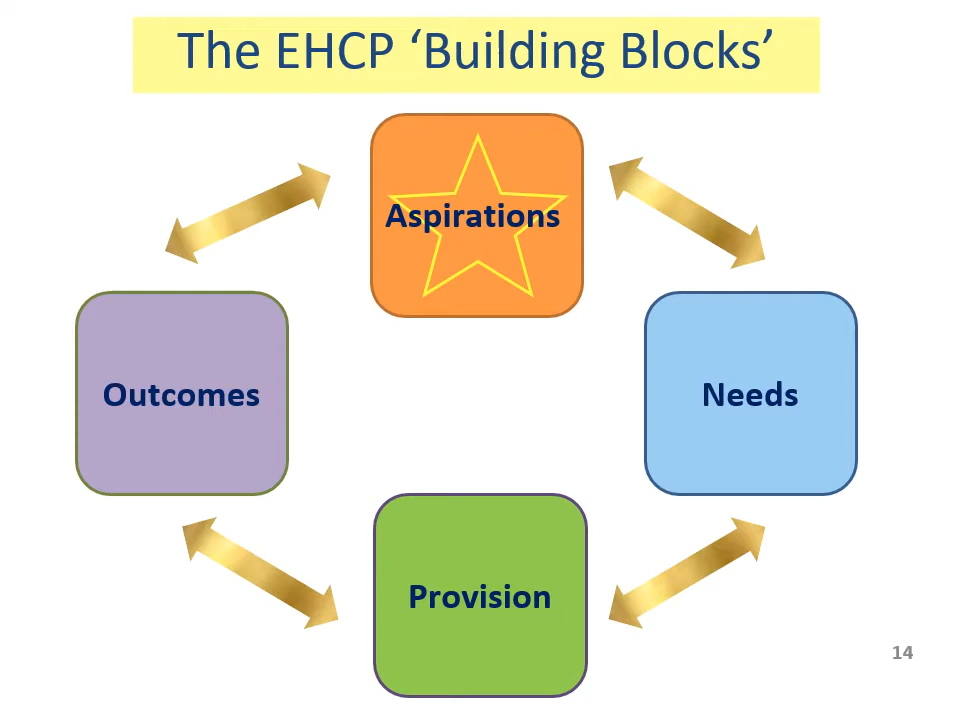 The EHCP ‘Building Blocks’
Aspirations
Outcomes
Needs
Provision
14